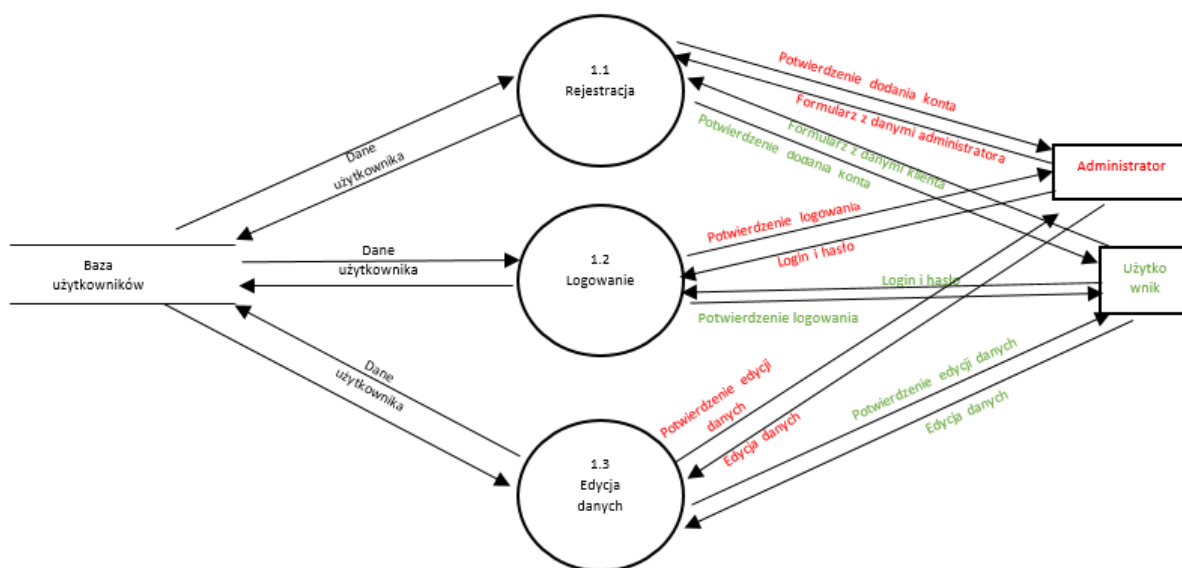 1.1
Rejestracja
Potwierdzenie dodania konta
Formularz z danymi administratora
Formularz z danymi klienta
Potwierdzenie dodania konta
Dane
użytkownika
Administrator
Potwierdzenie logowania
Login i hasło
1.2
Logowanie
Dane
użytkownika
Baza
użytkowników
Użytko
wnik
Login i hasło
Potwierdzenie logowania
Dane
użytkownika
Potwierdzenie edycji
danych
Edycja danych
Potwierdzenie edycji danych
Edycja danych
1.3
Edycja
danych